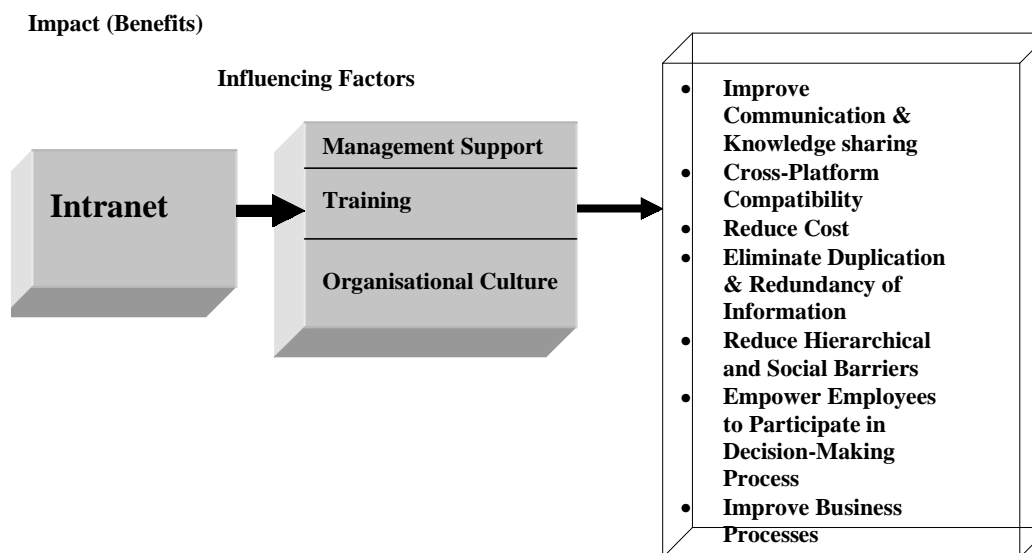 Impact (Benefits)
Influencing Factors
Intranet
Management Support
Training
Organisational Culture
• Improve
Communication &
Knowledge sharing
• Cross-Platform
Compatibility
• Reduce Cost
• Eliminate Duplication
& Redundancy of
Information
• Reduce Hierarchical
and Social Barriers
• Empower Employees
to Participate in
Decision-Making
Process
• Improve Business
Processes